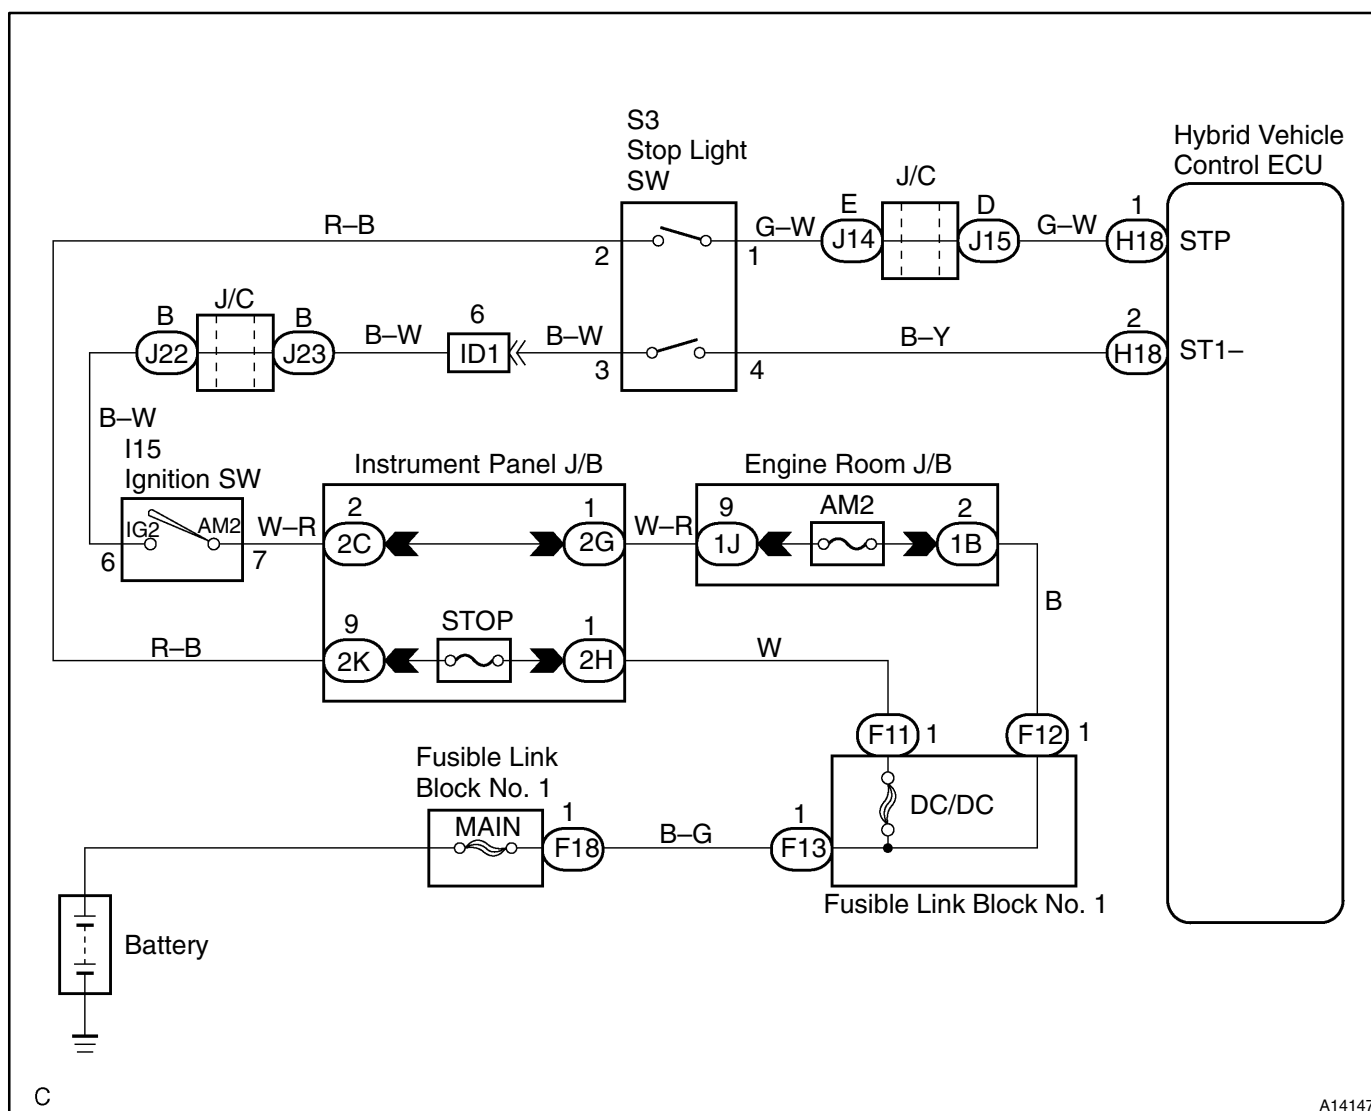 S3
Stop Light
SW
Hybrid Vehicle
Control ECU
J/C
R–B
2
1
G–W
E
J14
D
J15
G–W
1
H18
STP
J/C
B
J22
B
J23
B–W
6
ID1
B–W
3
4
B–Y
2
H18
ST1–
B–W
I15
Ignition SW
IG2
AM2
6
7
W–R
Instrument Panel J/B
2
2C
1
2G
W–R
Engine Room J/B
9
1J
AM2
2
1B
B
R–B
9
2K
STOP
1
2H
W
F11
1
F12
1
Fusible Link
Block No. 1
MAIN
1
F18
B–G
1
F13
DC/DC
Fusible Link Block No. 1
Battery
C
A14147